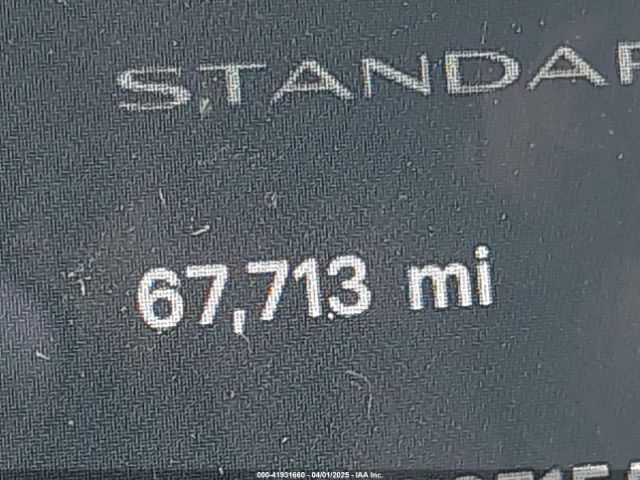 STANDAR
67,713 mi
000-41931660 - 04/01/2025 - IAA Inc.